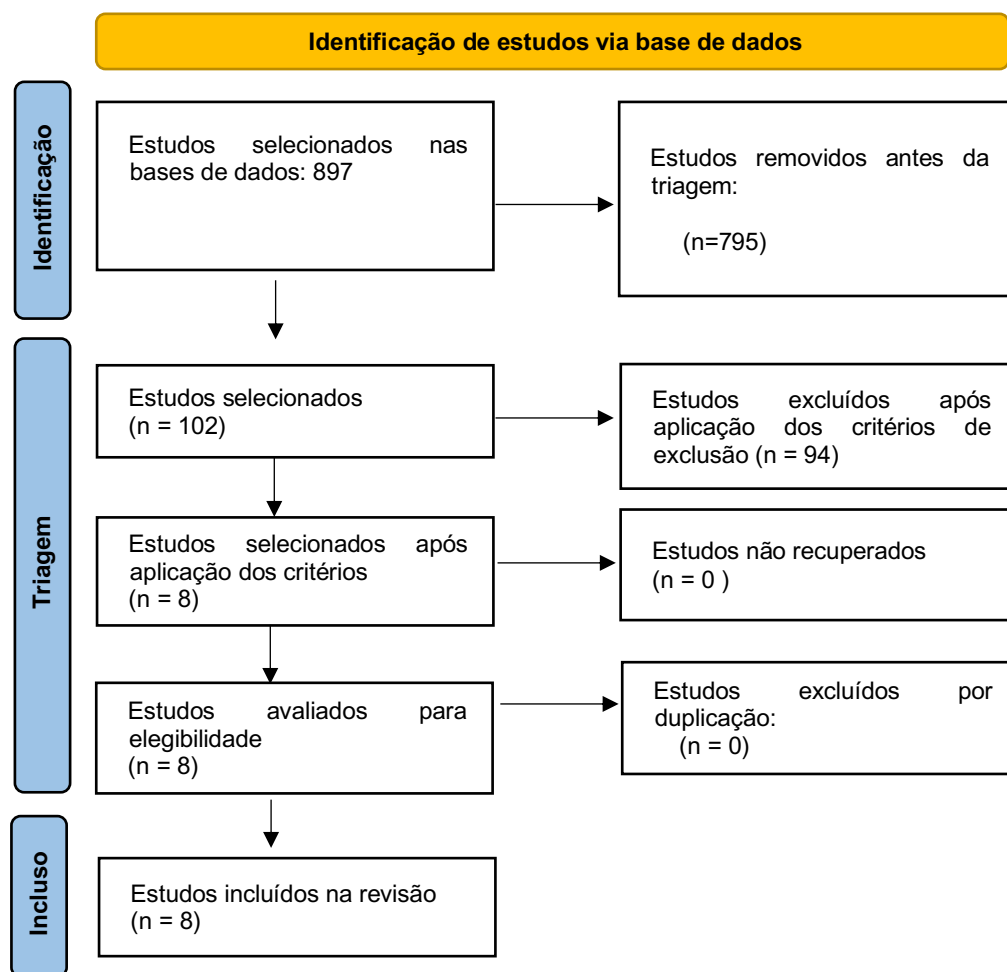 Identificação de estudos via base de dados
Identificação
Estudos selecionados nas
bases de dados: 897
Estudos removidos antes da
triagem:
(n=795)
Triagem
Estudos selecionados
(n = 102)
Estudos excluídos após
aplicação dos critérios de
exclusão (n = 94)
Estudos selecionados após
aplicação dos critérios
(n = 8)
Estudos não recuperados
(n = 0 )
Estudos avaliados para
elegibilidade
(n = 8)
Estudos excluídos por
duplicação:
(n = 0)
Incluso
Estudos incluídos na revisão
(n = 8)